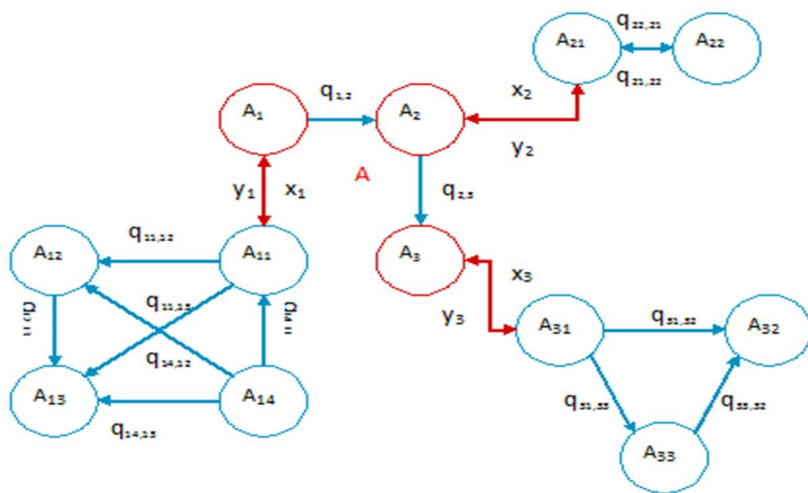 q22,21
A21
A22
q21,22
q1,2
A1
A2
x2
y2
A
y1
x1
q2,3
q11,12
A12
A11
A3
x3
y3
q11,13
A31
q31,32
A32
q14,12
A13
A14
q31,33
q33,32
q14,13
A33